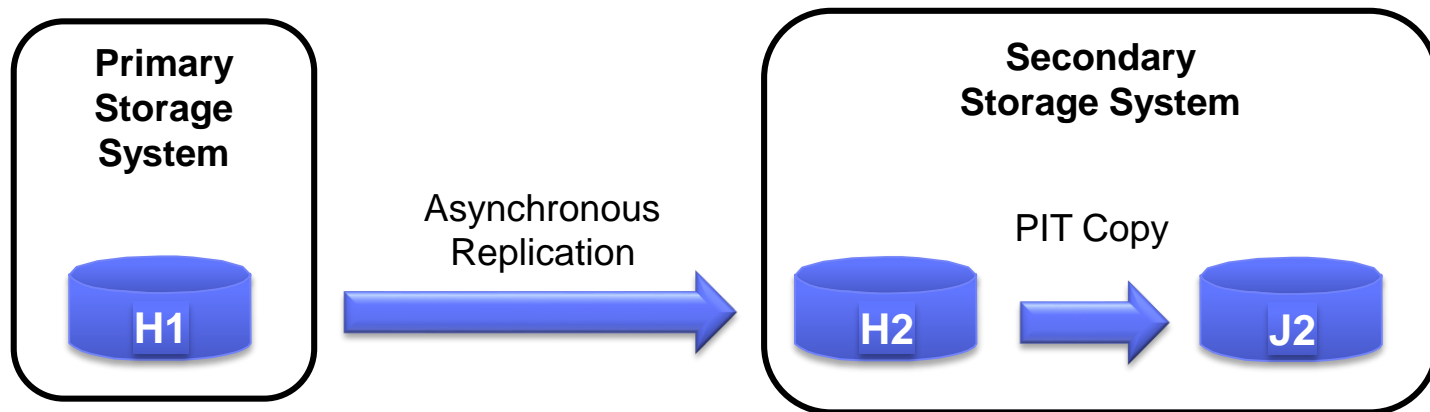 Primary
Storage
System
Secondary
Storage System
Asynchronous
Replication
PIT Copy
H1
H2
J2